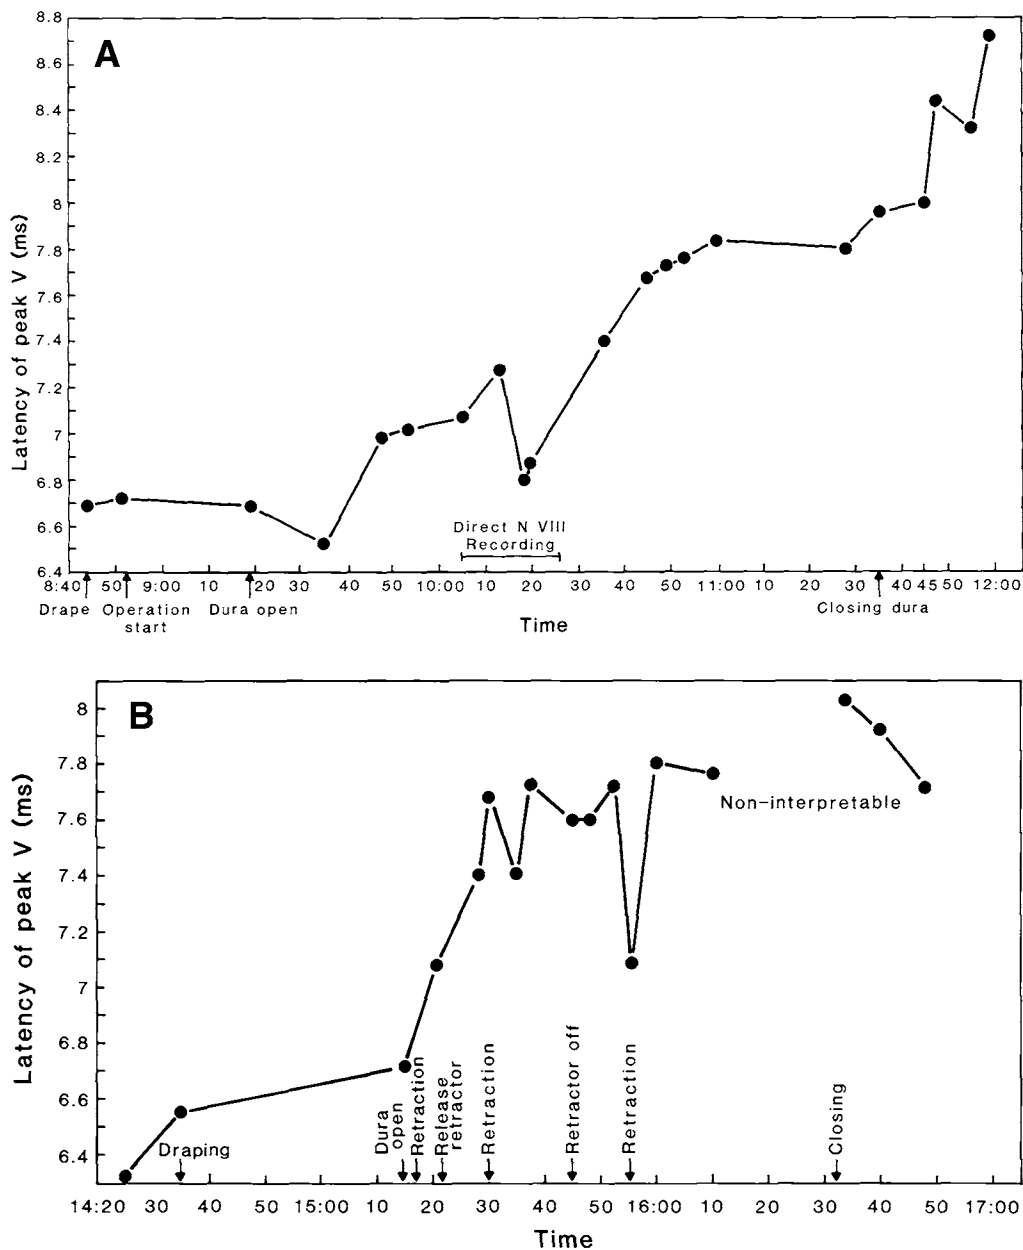 A
8.8
8.6
8.4
8.2
8
7.8
7.6
7.4
7.2
7
6.8
6.6
6.4
Latency of peak V (ms)
Direct N VIII
Recording
8:40 50 9:00 10 20 30 40 50 10:00 10 20 30 40 50 11:00 10 20 30 40 45 50 12:00
Drape Operation start Dura open Closing dura
Time
B
8
7.8
7.6
7.4
7.2
7
6.8
6.6
6.4
Latency of peak V (ms)
Non-interpretable
Draping
Dura open
Retraction
Release retractor
Retraction
Retractor off
Retraction
Closing
14:20 30 40 50 15:00 10 20 30 40 50 16:00 10 20 30 40 50 17:00
Time